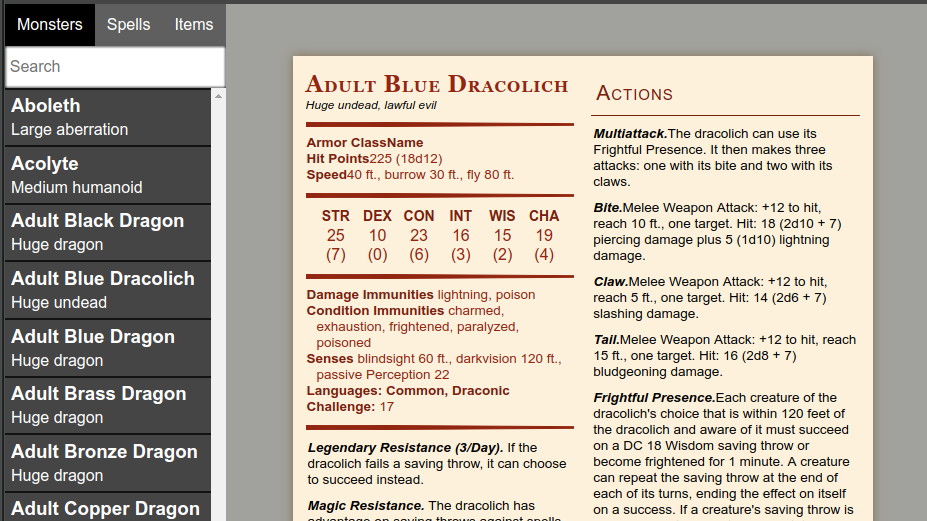 Monsters Spells Items
Search
Aboleth
Large aberration
Acolyte
Medium humanoid
Adult Black Dragon
Huge dragon
Adult Blue Dracolich
Huge undead
Adult Blue Dragon
Huge dragon
Adult Brass Dragon
Huge dragon
Adult Bronze Dragon
Huge dragon
Adult Copper Dragon
Adult Blue Dracolich
Huge undead, lawful evil
Armor ClassName
Hit Points225 (18d12)
Speed40 ft., burrow 30 ft., fly 80 ft.
STR DEX CON INT WIS CHA
25 10 23 16 15 19
(7) (0) (6) (3) (2) (4)
Damage Immunities lightning, poison
Condition Immunities charmed,
exhaustion, frightened, paralyzed,
poisoned
Senses blindsight 60 ft., darkvision 120 ft.,
passive Perception 22
Languages: Common, Draconic
Challenge: 17
Legendary Resistance (3/Day). If the
dracolich fails a saving throw, it can choose
to succeed instead.
Magic Resistance. The dracolich has
advantage on saving throws against spells
Actions
Multiattack.The dracolich can use its
Frightful Presence. It then makes three
attacks: one with its bite and two with its
claws.
Bite.Melee Weapon Attack: +12 to hit,
reach 10 ft., one target. Hit: 18 (2d10 + 7)
piercing damage plus 5 (1d10) lightning
damage.
Claw.Melee Weapon Attack: +12 to hit,
reach 5 ft., one target. Hit: 14 (2d6 + 7)
slashing damage.
Tail.Melee Weapon Attack: +12 to hit, reach
15 ft., one target. Hit: 16 (2d8 + 7)
bludgeoning damage.
Frightful Presence.Each creature of the
dracolich's choice that is within 120 feet of
the dracolich and aware of it must succeed
on a DC 18 Wisdom saving throw or
become frightened for 1 minute. A creature
can repeat the saving throw at the end of
each of its turns, ending the effect on itself
on a success. If a creature's saving throw is